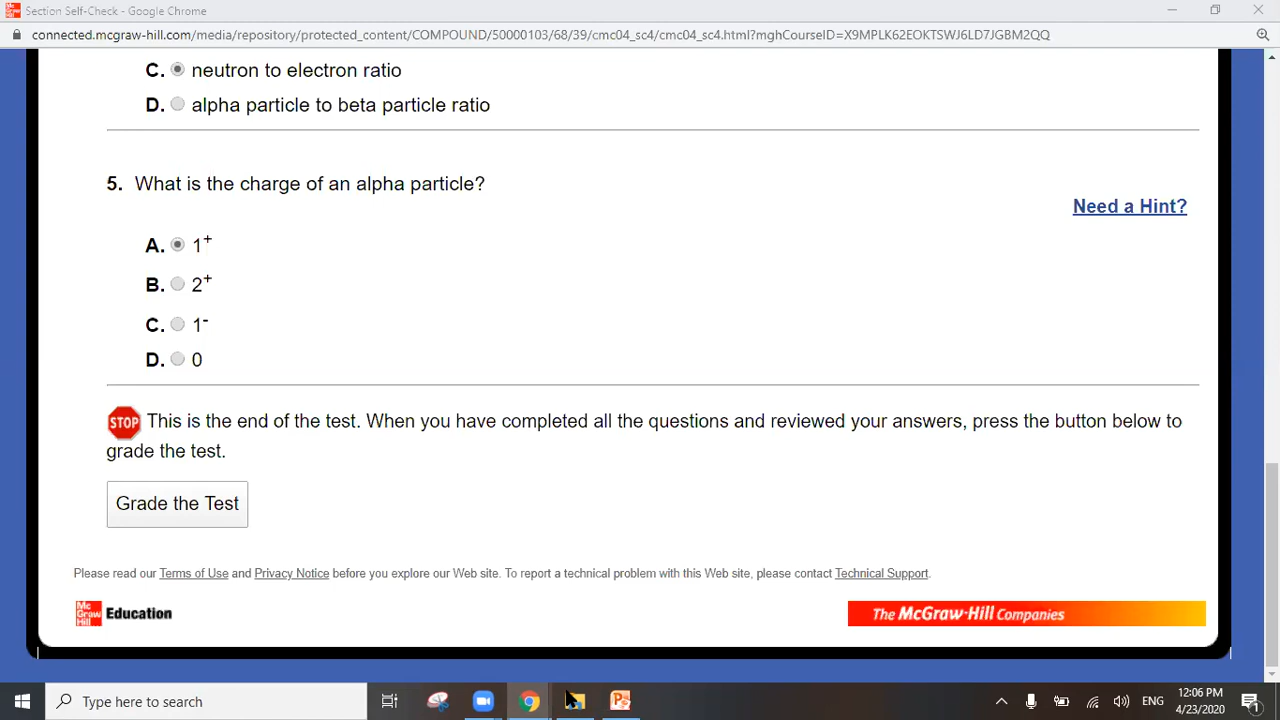 Section Self-Check - Google Chrome
connected.mcgraw-hill.com/media/repository/protected_content/COMPOUND/50000103/68/39/cmc04_sc4/cmc04_sc4.html?mghCourseID=X9MPLK62EOKTSWJ6LD7JGBM2QQ
C. neutron to electron ratio
D. alpha particle to beta particle ratio
5. What is the charge of an alpha particle?
Need a Hint?
A. 1⁺
B. 2⁺
C. 1⁻
D. 0
STOP This is the end of the test. When you have completed all the questions and reviewed your answers, press the button below to
grade the test.
Grade the Test
Please read our Terms of Use and Privacy Notice before you explore our Web site. To report a technical problem with this Web site, please contact Technical Support.
Mc Graw Hill Education
The McGraw-Hill Companies
Type here to search
ENG
12:06 PM
4/23/2020
1